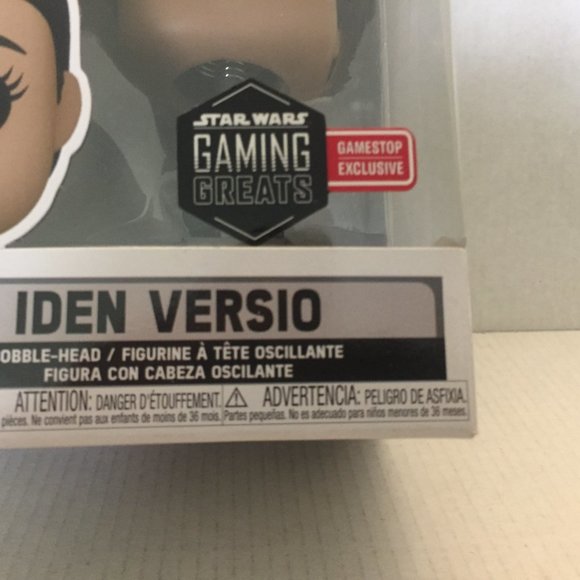 STAR WARS
GAMING
GREATS
GAMESTOP
EXCLUSIVE
IDEN VERSIO
OBBLE-HEAD / FIGURINE À TÊTE OSCILLANTE
FIGURA CON CABEZA OSCILANTE
ATTENTION: DANGER D'ÉTOUFFEMENT. ADVERTENCIA: PELIGRO DE ASFIXIA.
pièces. Ne convient pas aux enfants de moins de 36 mois. Partes pequeñas. No es adecuado para niños menores de 36 meses.